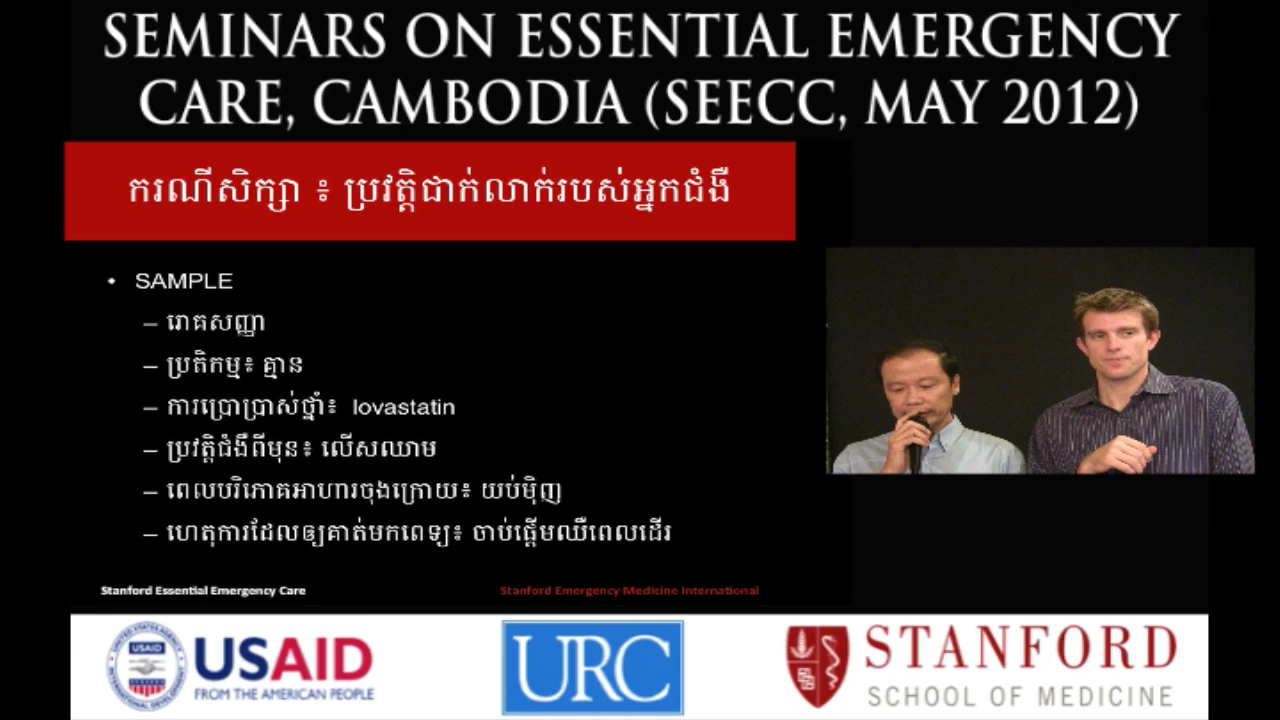 SEMINARS ON ESSENTIAL EMERGENCY
CARE, CAMBODIA (SEECC, MAY 2012)
ករណីសិក្សា ៖ ប្រវត្តិជាក់លាក់របស់អ្នកជំងឺ
• SAMPLE
– រោគសញ្ញា
– ប្រតិកម្ម៖ គ្មាន
– ការប្រោប្រាស់ថ្នាំ៖ lovastatin
– ប្រវត្តិជំងឺពីមុន៖ លើសឈាម
– ពេលបរិភោគអាហារចុងក្រោយ៖ យប់ម៉ិញ
– ហេតុការដែលឲ្យគាត់មកពេទ្យ៖ ចាប់ផ្តើមឈឺពេលដើរ
Stanford Essential Emergency Care
Stanford Emergency Medicine International
USAID
FROM THE AMERICAN PEOPLE
URC
STANFORD
SCHOOL OF MEDICINE